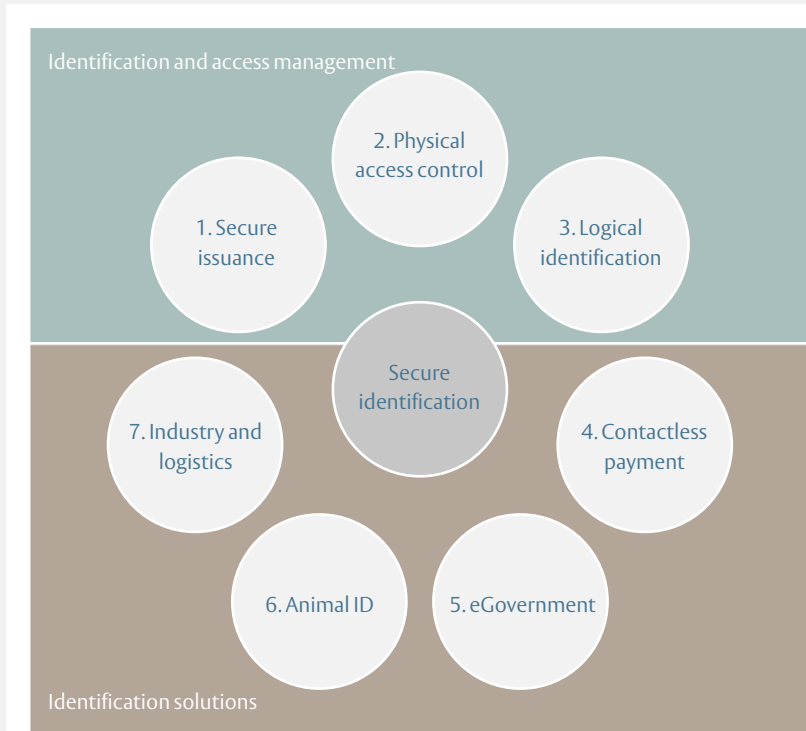 Identification and access management
2. Physical
access control
1. Secure
issuance
3. Logical
identification
Secure
identification
7. Industry and
logistics
4. Contactless
payment
6. Animal ID
5. eGovernment
Identification solutions